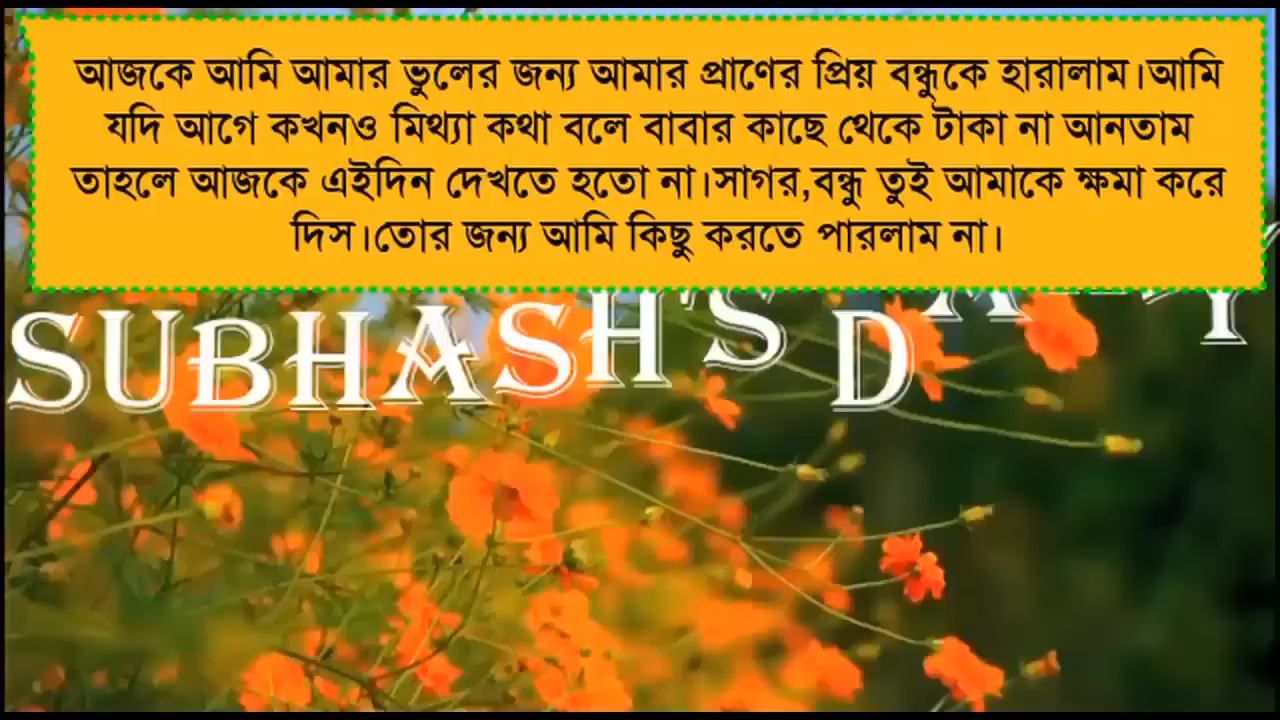 আজকে আমি আমার ভুলের জন্য আমার প্রাণের প্রিয় বন্ধুকে হারালাম।আমি
যদি আগে কখনও মিথ্যা কথা বলে বাবার কাছে থেকে টাকা না আনতাম
তাহলে আজকে এইদিন দেখতে হতো না।সাগর,বন্ধু তুই আমাকে ক্ষমা করে
দিস।তোর জন্য আমি কিছু করতে পারলাম না।
SUBHASH'S D